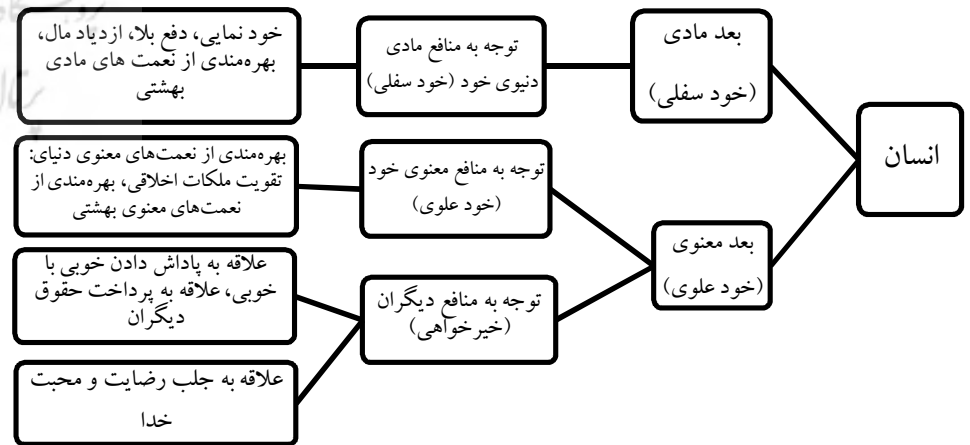 انسان
بعد مادی
(خود سفلی)
توجه به منافع مادی
دنیوی خود (خود سفلی)
خود نمایی، دفع بلا، ازدیاد مال،
بهره‌مندی از نعمت های مادی
بهشتی
بعد معنوی
(خود علوی)
توجه به منافع معنوی خود
(خود علوی)
بهره‌مندی از نعمت‌های معنوی دنیای:
تقویت ملکات اخلاقی، بهره‌مندی از
نعمت‌های معنوی بهشتی
توجه به منافع دیگران
(خیرخواهی)
علاقه به پاداش دادن خوبی با
خوبی، علاقه به پرداخت حقوق
دیگران
علاقه به جلب رضایت و محبت
خدا